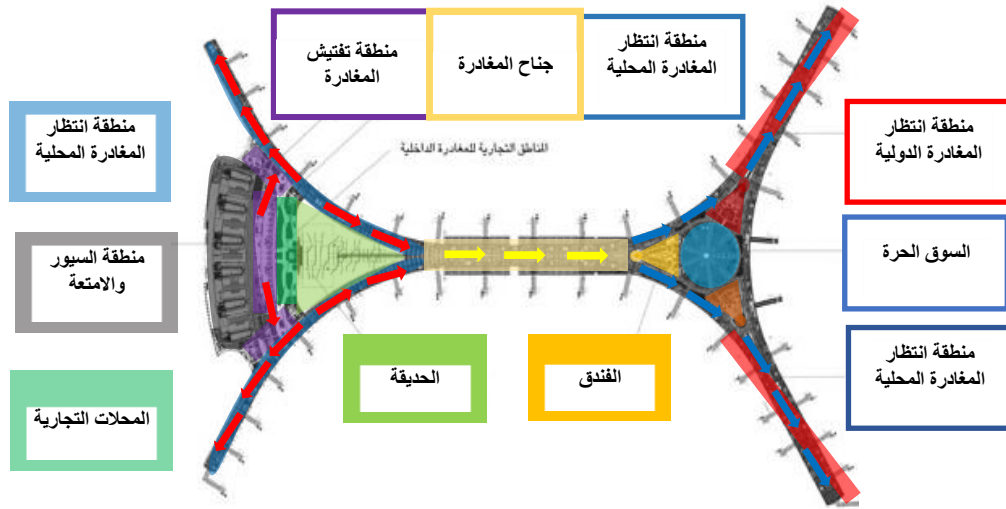 منطقة انتظار
المغادرة المحلية
جناح المغادرة
منطقة تفتيش
المغادرة
منطقة انتظار
المغادرة الدولية
منطقة انتظار
المغادرة المحلية
المناطق التجارية للمغادرة الداخلية
السوق الحرة
منطقة السيور
والامتعة
منطقة انتظار
المغادرة المحلية
الفندق
الحديقة
المحلات التجارية